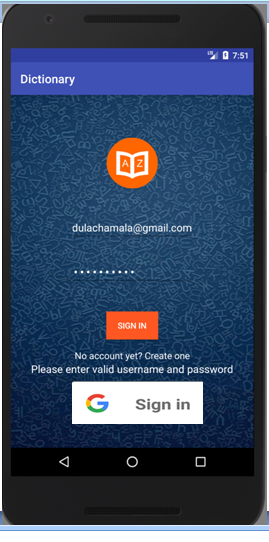 7:51
Dictionary
A Z
dulachamala@gmail.com
••••••••••
SIGN IN
No account yet? Create one
Please enter valid username and password
G Sign in